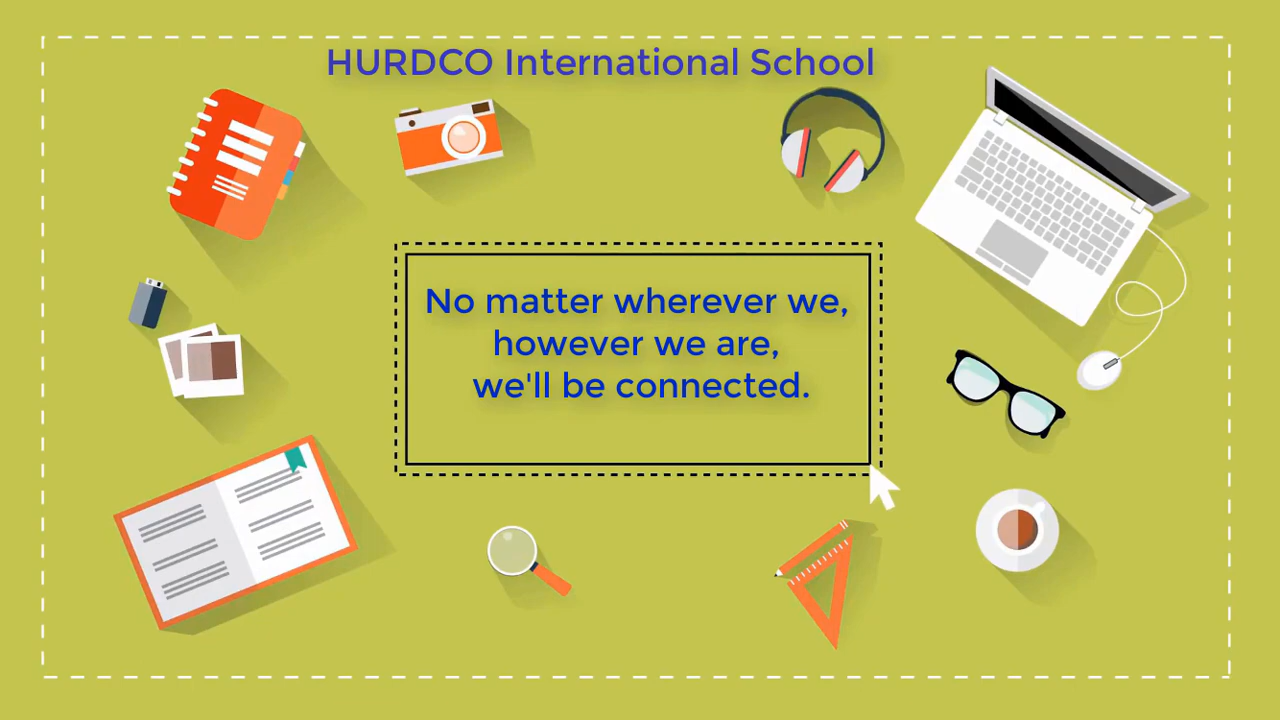 HURDCO International School
No matter wherever we,
however we are,
we'll be connected.